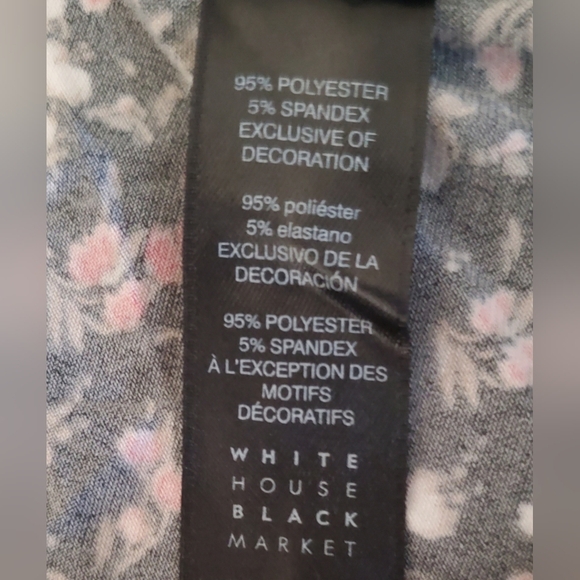 95% POLYESTER
5% SPANDEX
EXCLUSIVE OF
DECORATION
95% poliéster
5% elastano
EXCLUSIVO DE LA
DECORACIÓN
95% POLYESTER
5% SPANDEX
À L'EXCEPTION DES
MOTIFS
DÉCORATIFS
WHITE
HOUSE
BLACK
MARKET